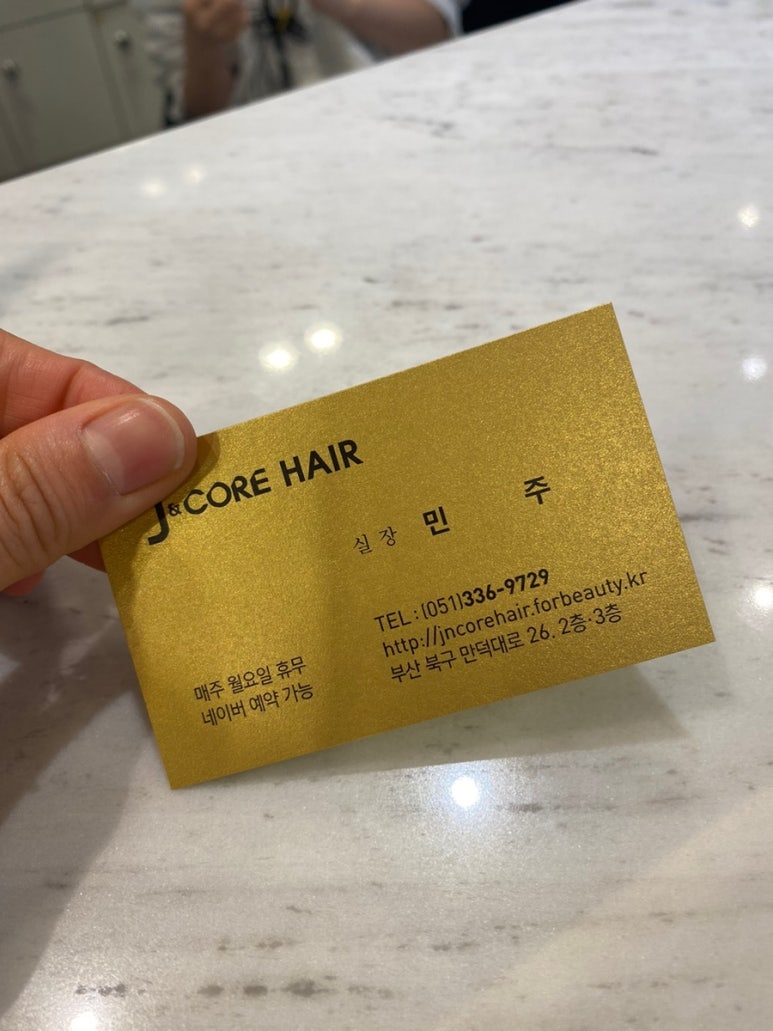 J&CORE HAIR
실장 민 주
TEL : (051)336-9729
http://jncorehair.forbeauty.kr
부산 북구 만덕대로 26. 2층·3층
매주 월요일 휴무
네이버 예약 가능